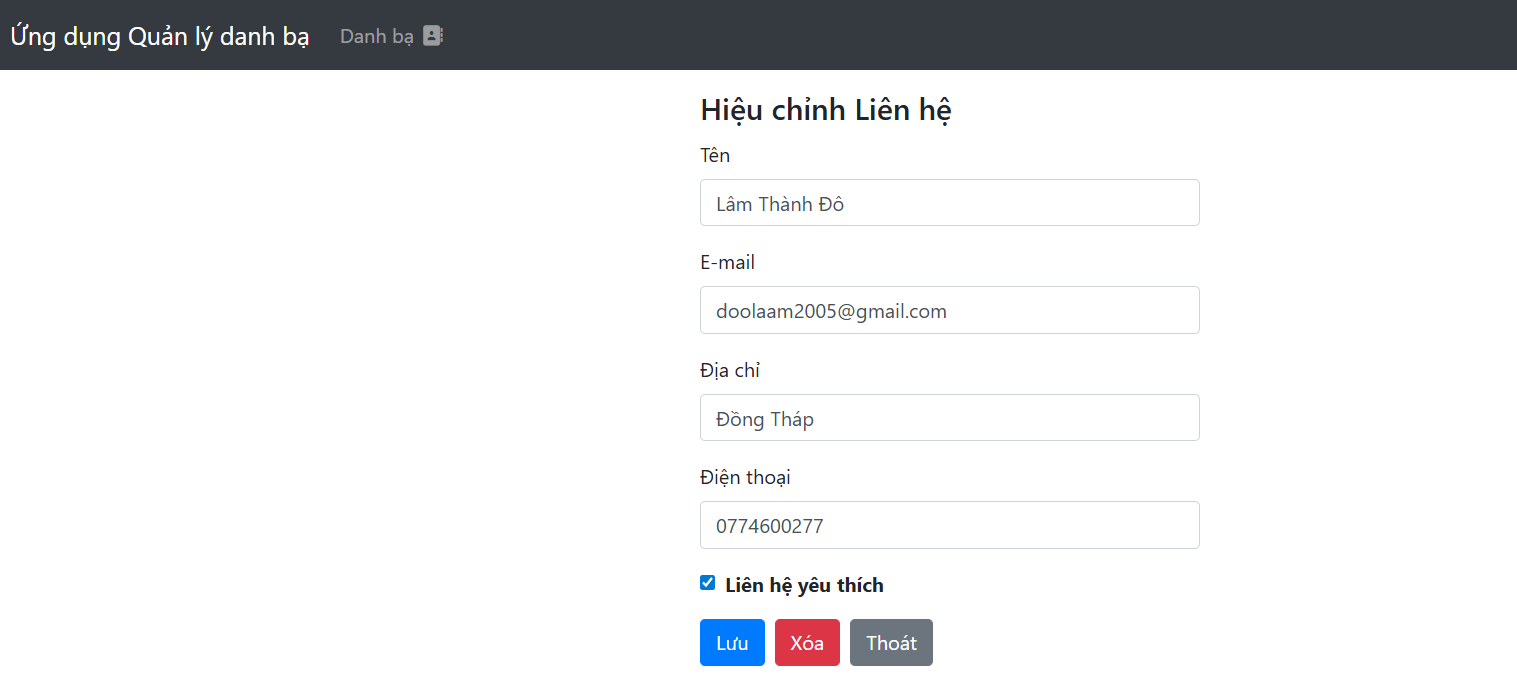 Ứng dụng Quản lý danh bạ Danh bạ
Hiệu chỉnh Liên hệ
Tên
Lâm Thành Đô
E-mail
doolaam2005@gmail.com
Địa chỉ
Đồng Tháp
Điện thoại
0774600277
Liên hệ yêu thích
Lưu Xóa Thoát